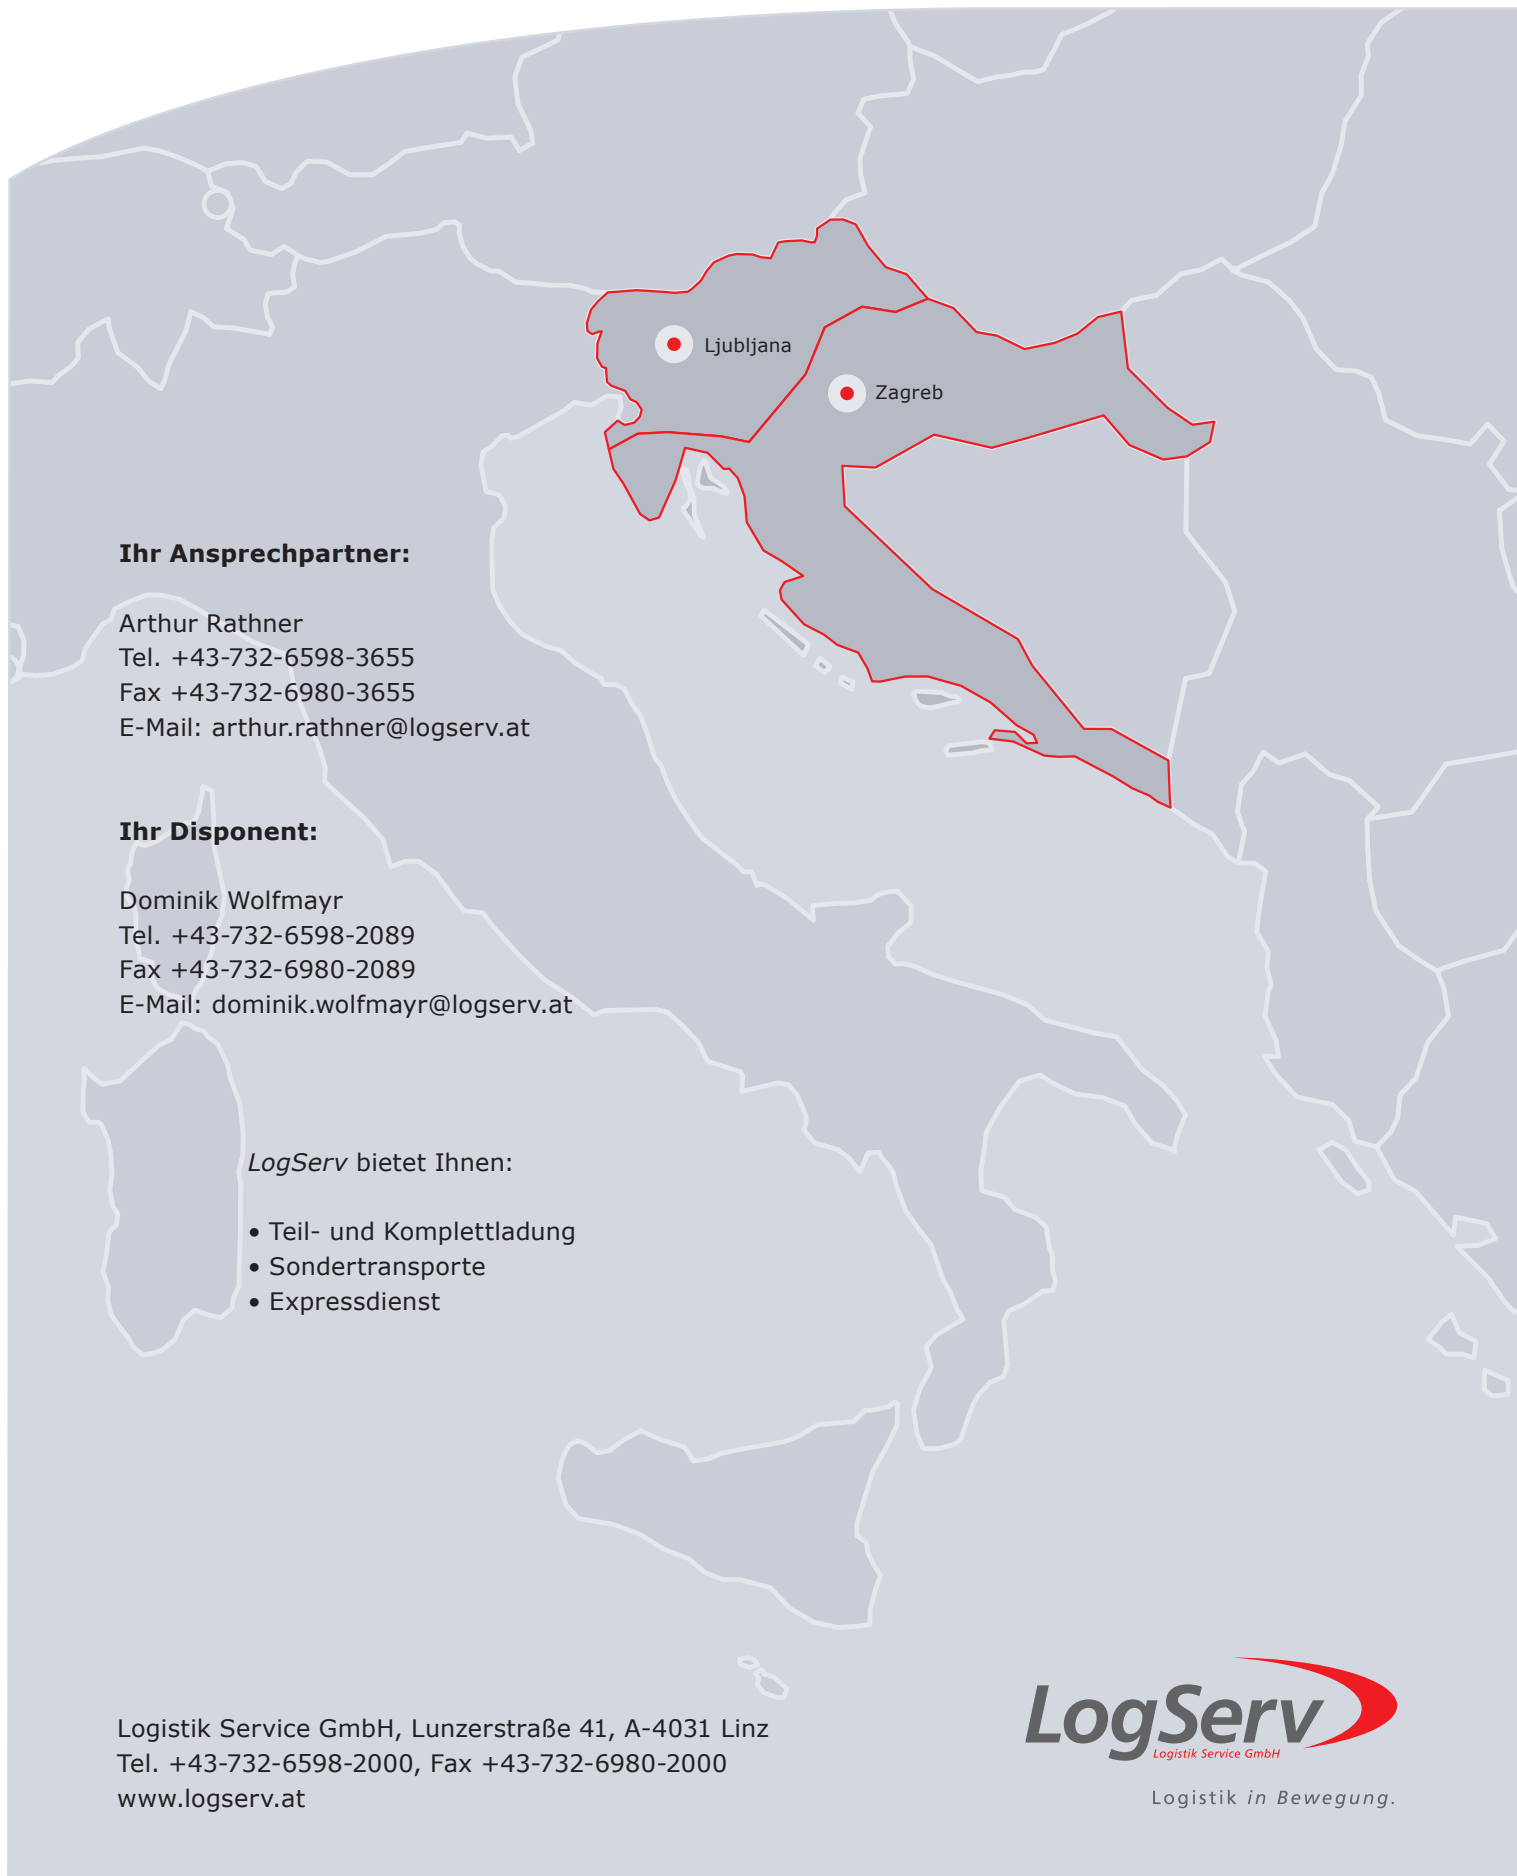 Ljubljana
Zagreb
Ihr Ansprechpartner:
Arthur Rathner
Tel. +43-732-6598-3655
Fax +43-732-6980-3655
E-Mail: arthur.rathner@logserv.at
Ihr Disponent:
Dominik Wolfmayr
Tel. +43-732-6598-2089
Fax +43-732-6980-2089
E-Mail: dominik.wolfmayr@logserv.at
LogServ bietet Ihnen:
• Teil- und Komplettladung
• Sondertransporte
• Expressdienst
Logistik Service GmbH, Lunzerstraße 41, A-4031 Linz
Tel. +43-732-6598-2000, Fax +43-732-6980-2000
www.logserv.at
LogServ
Logistik Service GmbH
Logistik in Bewegung.